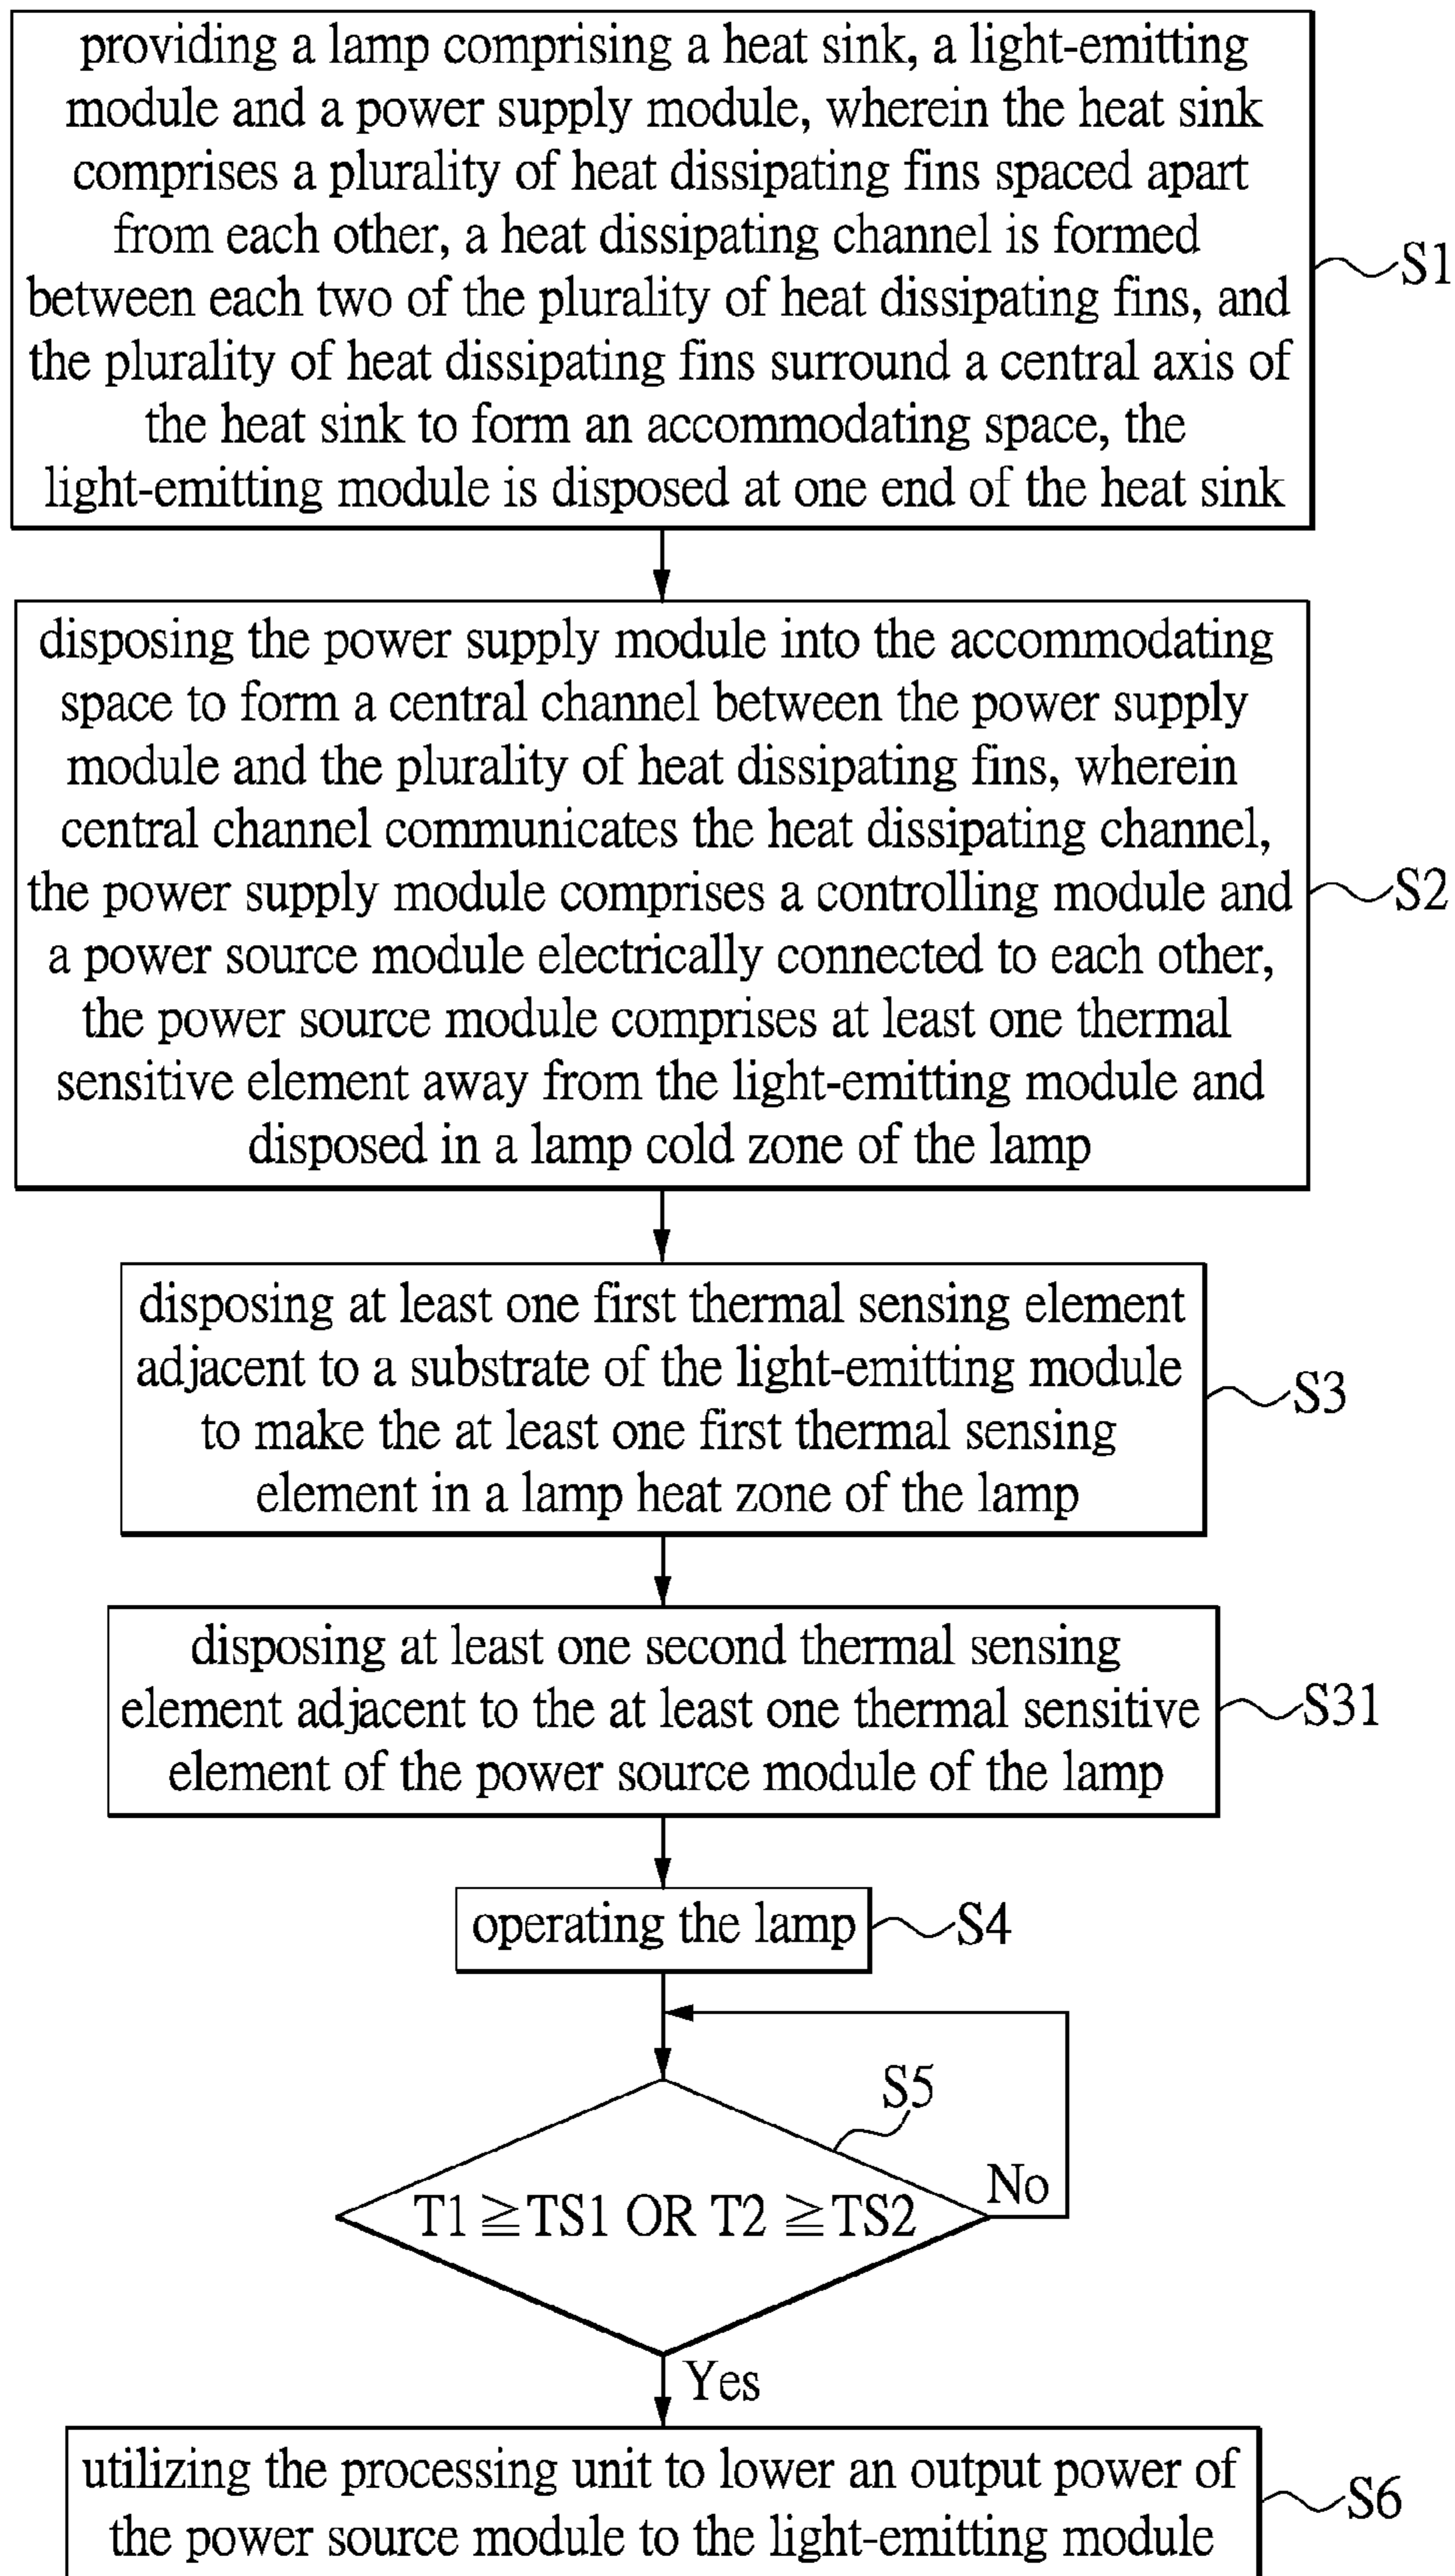 providing a lamp comprising a heat sink, a light-emitting
module and a power supply module, wherein the heat sink
comprises a plurality of heat dissipating fins spaced apart
from each other, a heat dissipating channel is formed
between each two of the plurality of heat dissipating fins, and
the plurality of heat dissipating fins surround a central axis of
the heat sink to form an accommodating space, the
light-emitting module is disposed at one end of the heat sink
S1
disposing the power supply module into the accommodating
space to form a central channel between the power supply
module and the plurality of heat dissipating fins, wherein
central channel communicates the heat dissipating channel,
the power supply module comprises a controlling module and
a power source module electrically connected to each other,
the power source module comprises at least one thermal
sensitive element away from the light-emitting module and
disposed in a lamp cold zone of the lamp
S2
disposing at least one first thermal sensing element
adjacent to a substrate of the light-emitting module
to make the at least one first thermal sensing
element in a lamp heat zone of the lamp
S3
disposing at least one second thermal sensing
element adjacent to the at least one thermal sensitive
element of the power source module of the lamp
S31
operating the lamp
S4
S5
T1 ≧ TS1 OR T2 ≧ TS2
No
Yes
utilizing the processing unit to lower an output power of
the power source module to the light-emitting module
S6